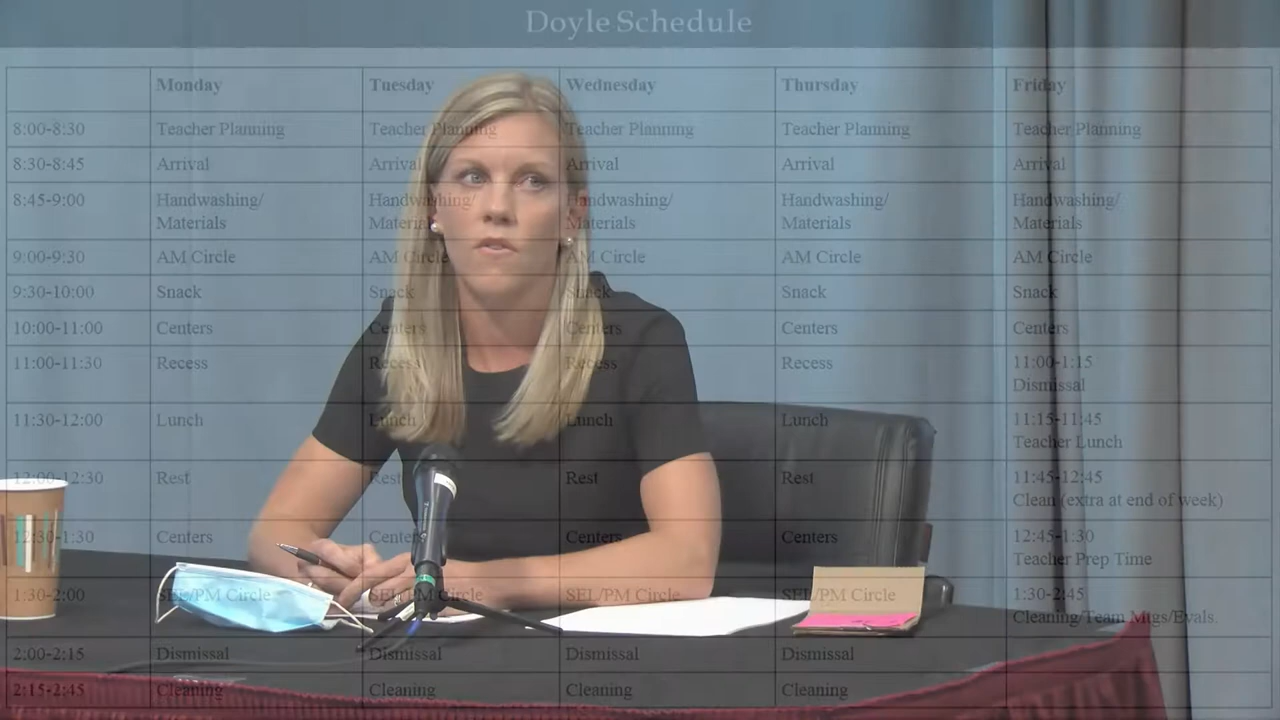 Doyle Schedule
Monday Tuesday Wednesday Thursday Friday
8:00-8:30 Teacher Planning Teacher Planning Teacher Planning Teacher Planning Teacher Planning
8:30-8:45 Arrival Arrival Arrival Arrival Arrival
8:45-9:00 Handwashing/ Handwashing/ Handwashing/ Handwashing/ Handwashing/
Materials Materials Materials Materials Materials
9:00-9:30 AM Circle AM Circle AM Circle AM Circle AM Circle
9:30-10:00 Snack Snack Snack Snack Snack
10:00-11:00 Centers Centers Centers Centers Centers
11:00-11:30 Recess Recess Recess Recess 11:00-1:15
Dismissal
11:30-12:00 Lunch Lunch Lunch Lunch 11:15-11:45
Teacher Lunch
12:00-12:30 Rest Rest Rest Rest 11:45-12:45
Clean (extra at end of week)
12:30-1:30 Centers Centers Centers Centers 12:45-1:30
Teacher Prep Time
1:30-2:00 SEL/PM Circle SEL/PM Circle SEL/PM Circle SEL/PM Circle 1:30-2:45
Cleaning/Team Mtgs/Evals.
2:00-2:15 Dismissal Dismissal Dismissal Dismissal
2:15-2:45 Cleaning Cleaning Cleaning Cleaning